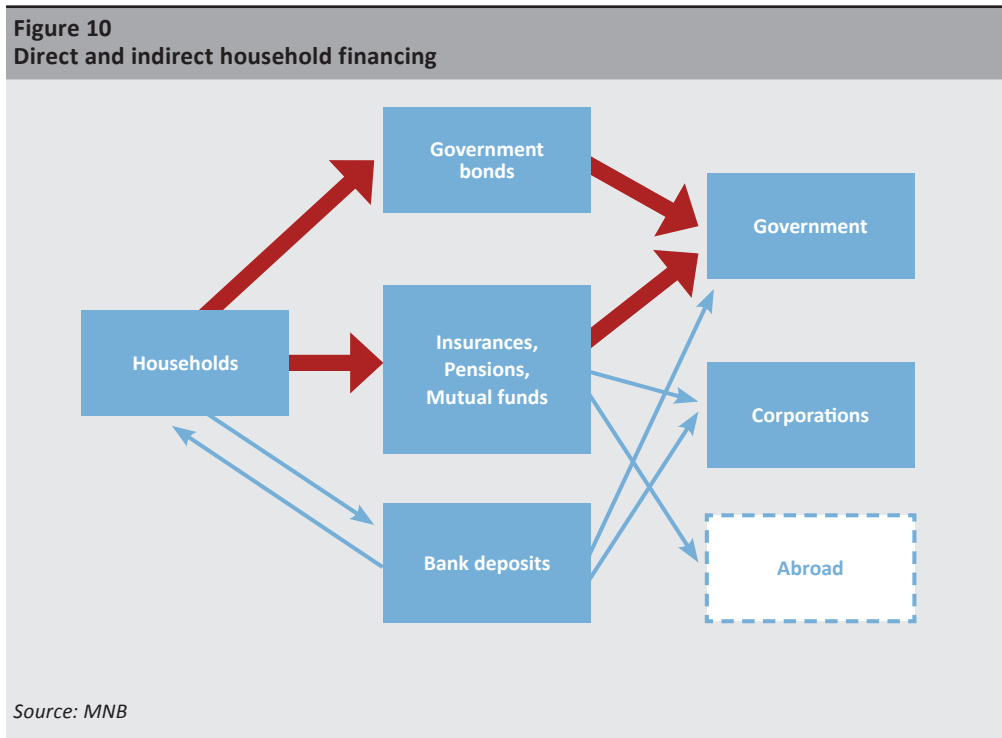 Figure 10
Direct and indirect household financing
Government
bonds
Government
Households
Insurances,
Pensions,
Mutual funds
Corporations
Bank deposits
Abroad
Source: MNB